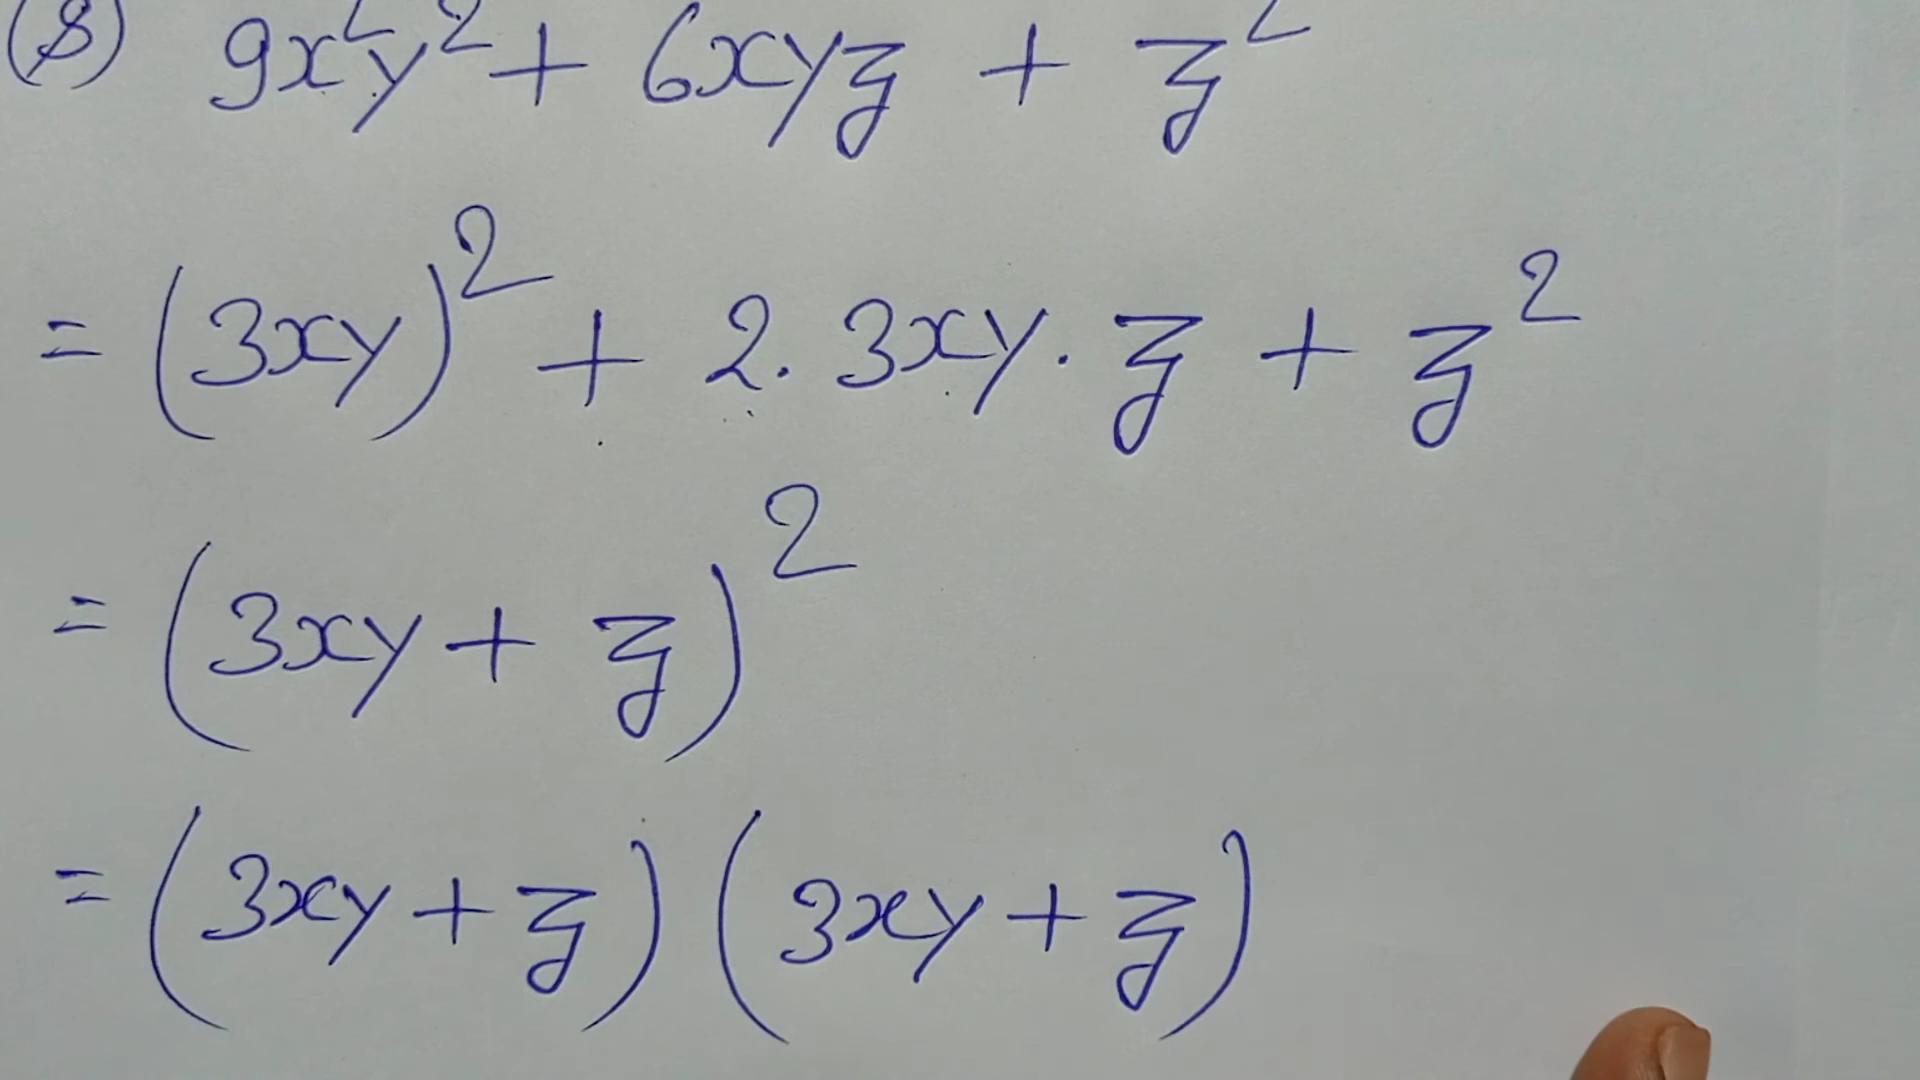 (8) 9x²y² + 6xyz + z²
= (3xy)² + 2. 3xy. z + z²
= (3xy + z)²
= (3xy + z) (3xy + z)